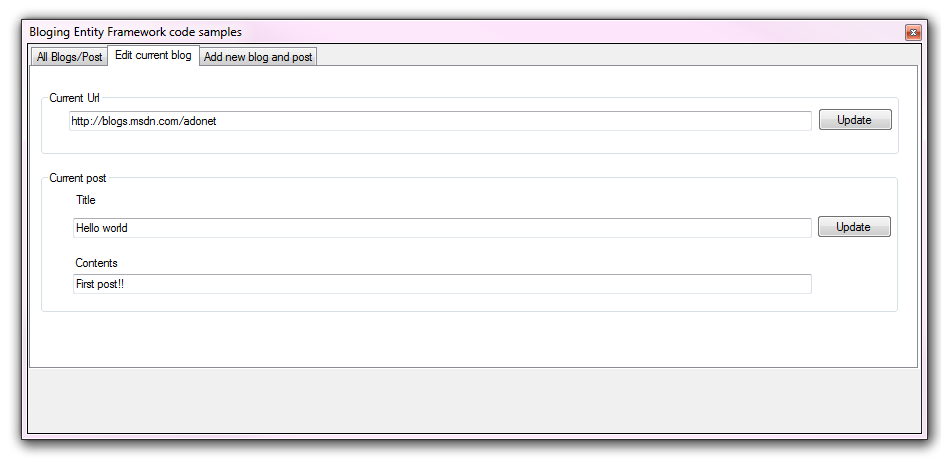 Bloging Entity Framework code samples
All Blogs/Post Edit current blog Add new blog and post
Current Url
http://blogs.msdn.com/adonet Update
Current post
Title
Hello world Update
Contents
First post!!